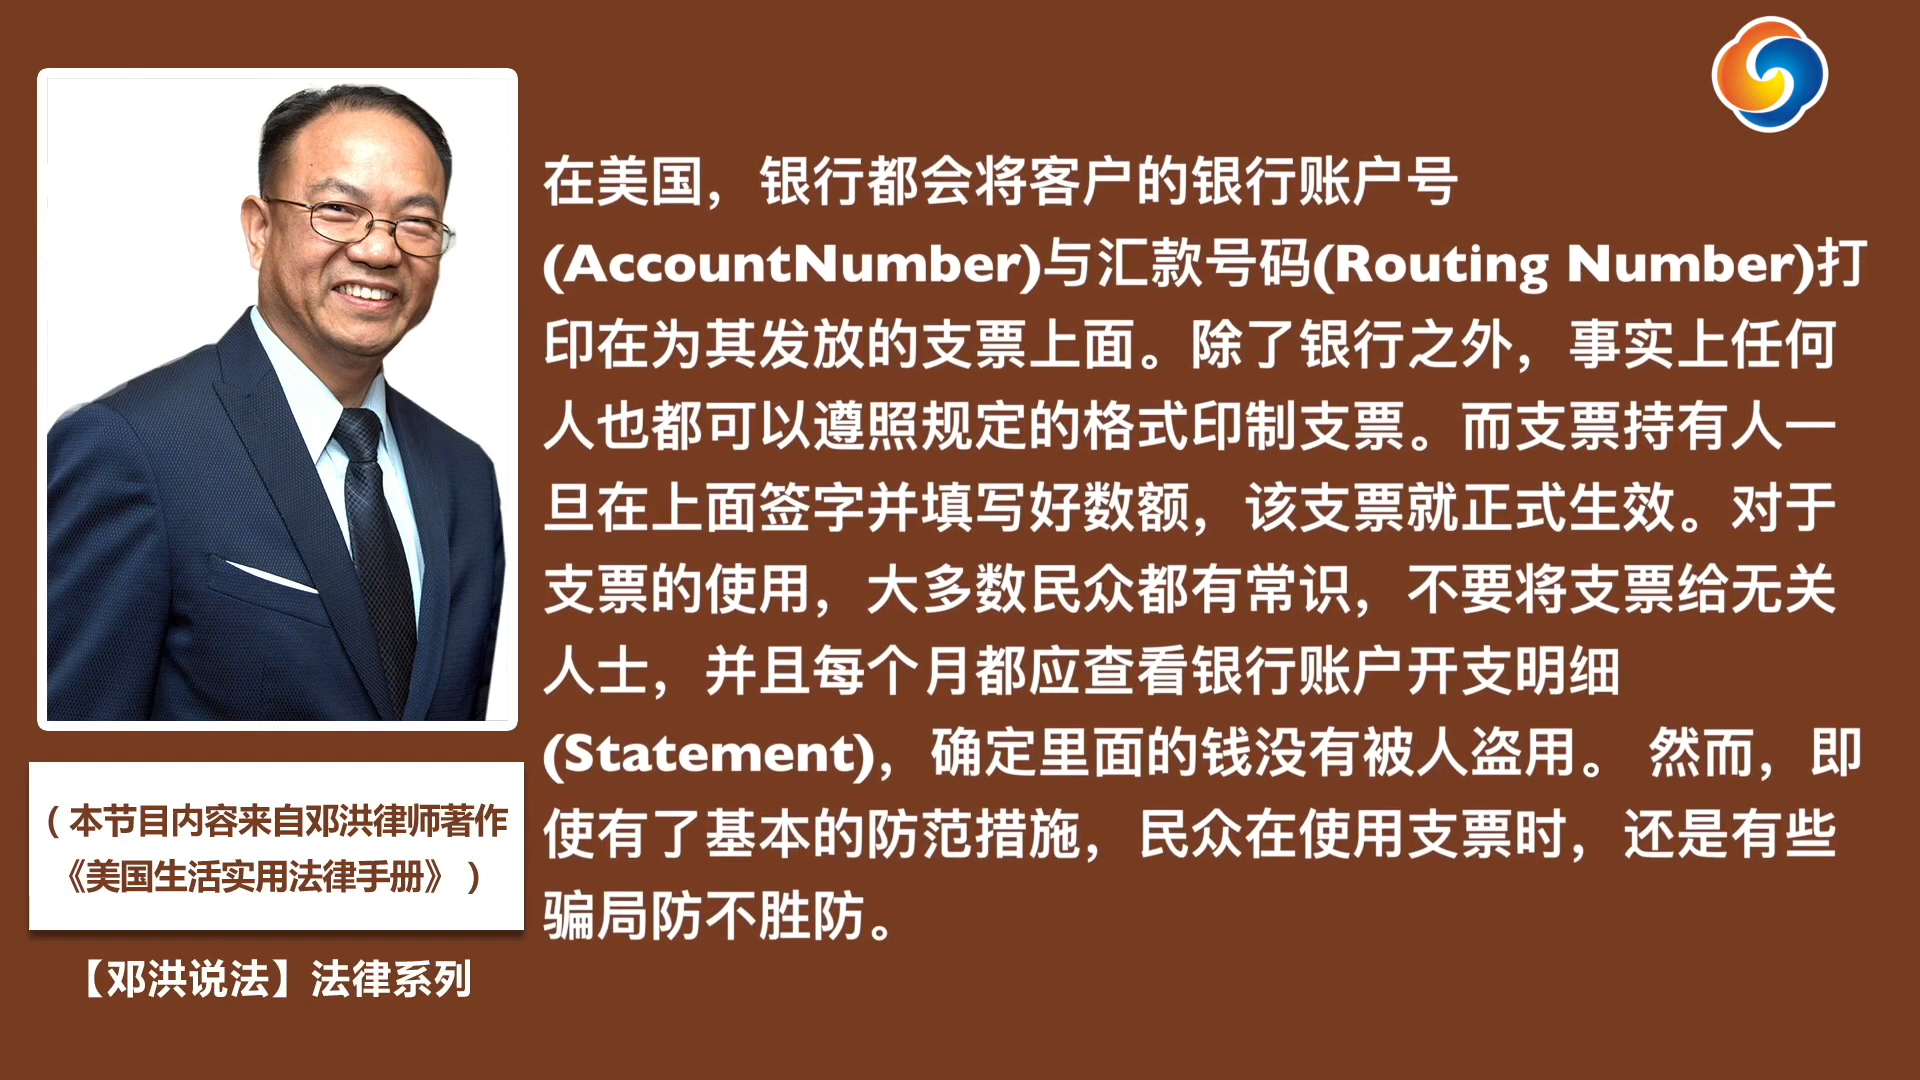 在美国，银行都会将客户的银行账户号
(AccountNumber)与汇款号码(Routing Number)打
印在为其发放的支票上面。除了银行之外，事实上任何
人也都可以遵照规定的格式印制支票。而支票持有人一
旦在上面签字并填写好数额，该支票就正式生效。对于
支票的使用，大多数民众都有常识，不要将支票给无关
人士，并且每个月都应查看银行账户开支明细
(Statement)，确定里面的钱没有被人盗用。 然而，即
使有了基本的防范措施，民众在使用支票时，还是有些
骗局防不胜防。
（本节目内容来自邓洪律师著作
《美国生活实用法律手册》）
【邓洪说法】法律系列